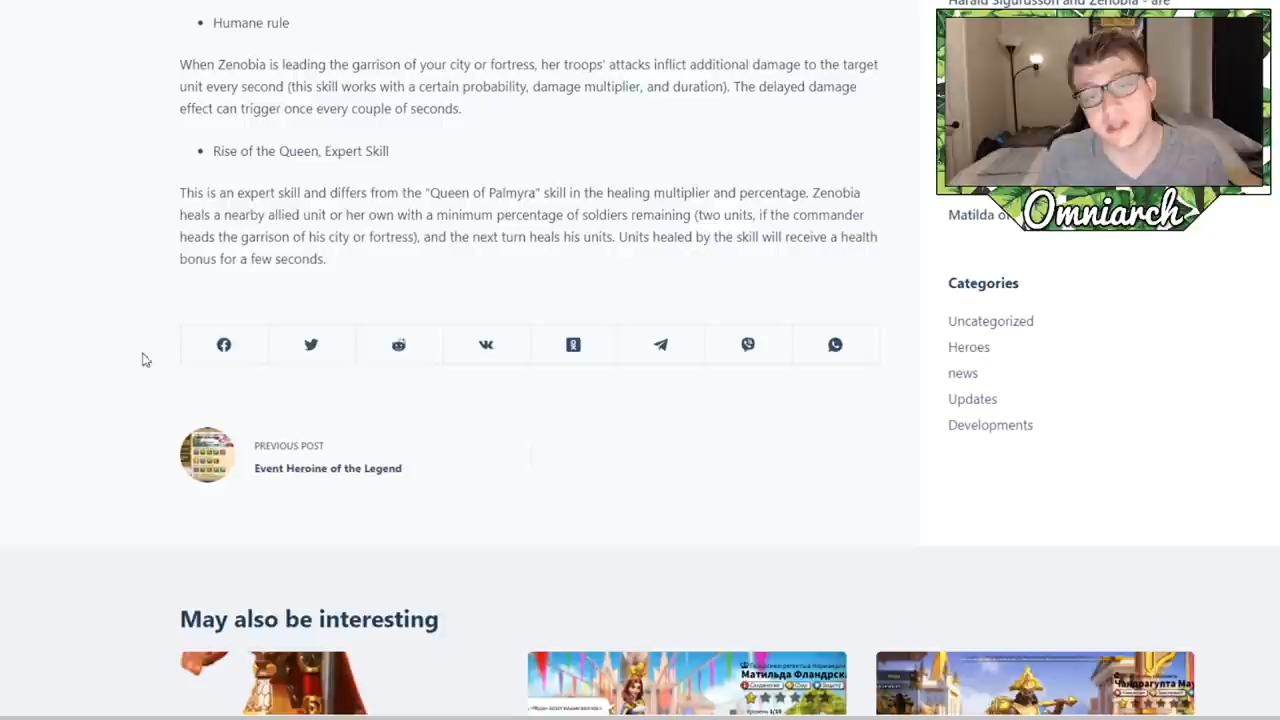 Harald Sigurdsson and Zenobia - are
Humane rule
When Zenobia is leading the garrison of your city or fortress, her troops' attacks inflict additional damage to the target
unit every second (this skill works with a certain probability, damage multiplier, and duration). The delayed damage
effect can trigger once every couple of seconds.
Rise of the Queen, Expert Skill
This is an expert skill and differs from the "Queen of Palmyra" skill in the healing multiplier and percentage. Zenobia
heals a nearby allied unit or her own with a minimum percentage of soldiers remaining (two units, if the commander
heads the garrison of his city or fortress), and the next turn heals his units. Units healed by the skill will receive a health
bonus for a few seconds.
Omniarch
Matilda
Categories
Uncategorized
Heroes
news
Updates
Developments
PREVIOUS POST
Event Heroine of the Legend
May also be interesting
Матильда Фландрск
Чандрагупта Мау